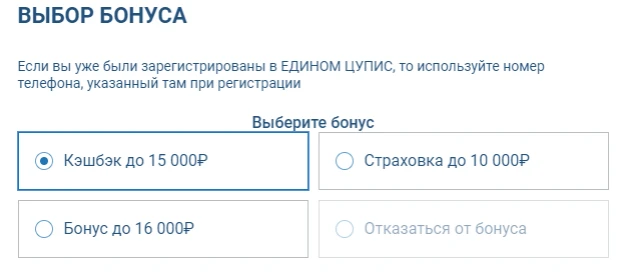 ВЫБОР БОНУСА
Если вы уже были зарегистрированы в ЕДИНОМ ЦУПИС, то используйте номер
телефона, указанный там при регистрации
Выберите бонус
Кэшбэк до 15 000₽
Страховка до 10 000₽
Бонус до 16 000₽
Отказаться от бонуса